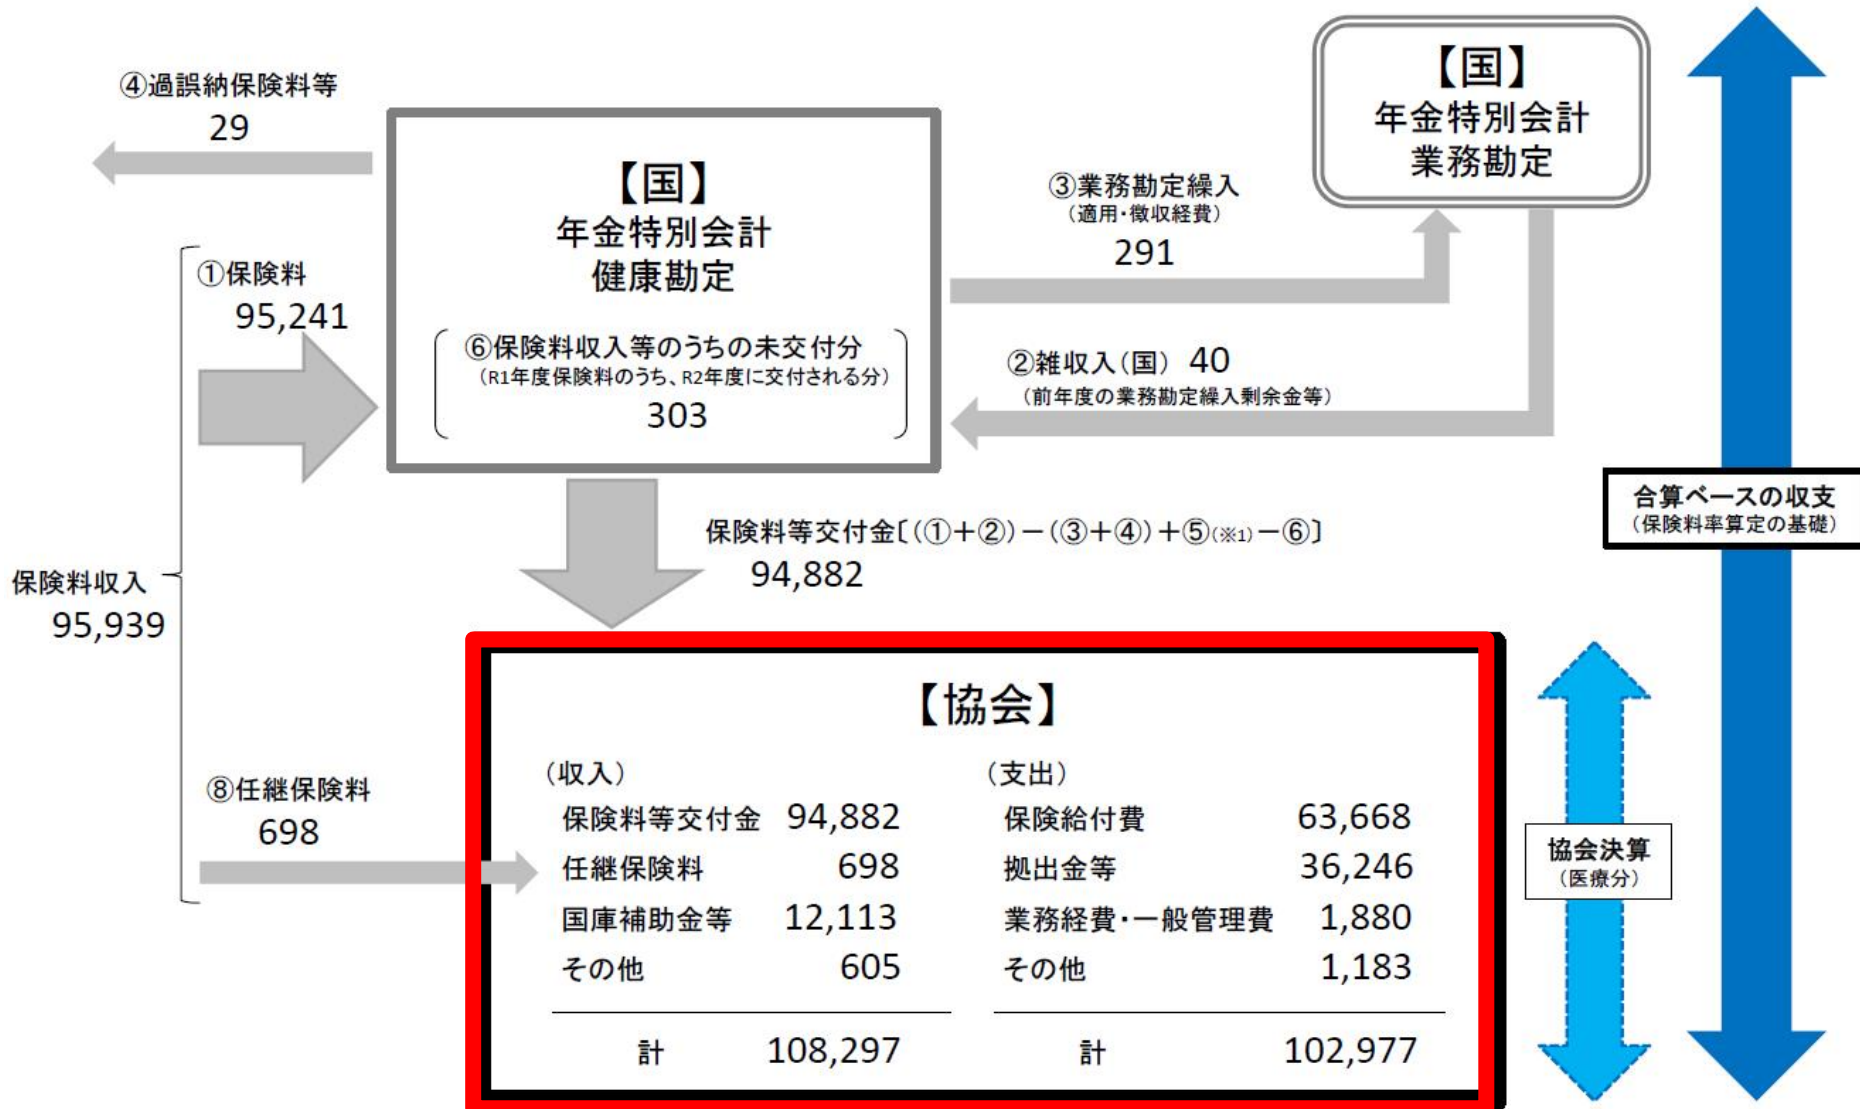 ④過誤納保険料等
29
【国】
年金特別会計
業務勘定
【国】
年金特別会計
健康勘定
③業務勘定繰入
（適用・徴収経費）
291
①保険料
95,241
⑥保険料収入等のうちの未交付分
（R1年度保険料のうち、R2年度に交付される分）
303
②雑収入（国） 40
（前年度の業務勘定繰入剰余金等）
合算ベースの収支
（保険料率算定の基礎）
保険料等交付金〔（①＋②）－（③＋④）＋⑤（※1）－⑥〕
94,882
保険料収入
95,939
【協会】
（収入） （支出）
保険料等交付金 94,882 保険給付費 63,668
任継保険料 698 拠出金等 36,246
国庫補助金等 12,113 業務経費・一般管理費 1,880
その他 605 その他 1,183
計 108,297 計 102,977
⑧任継保険料
698
協会決算
（医療分）